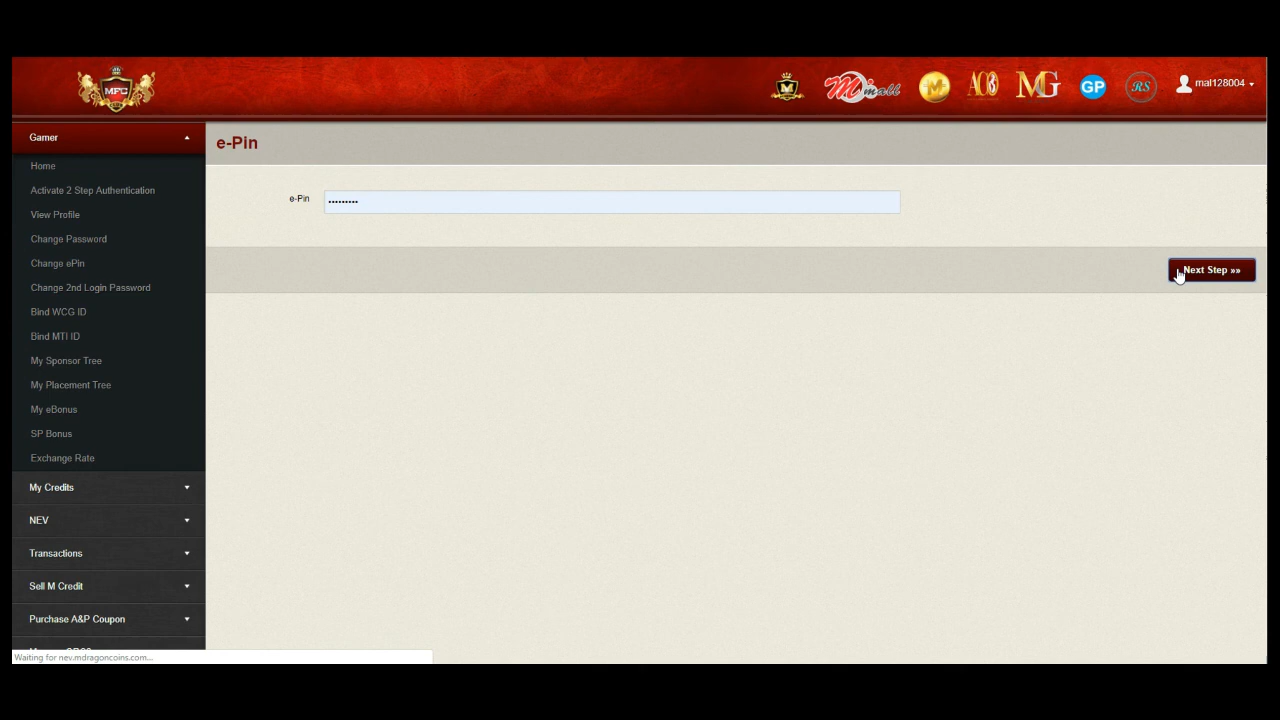 MFC
M
M mall
M
AOB
MG
GP
RS
mal128004
Gamer
e-Pin
Home
e-Pin
•••••••••
Activate 2 Step Authentication
View Profile
Change Password
Change ePin
Next Step »»
Change 2nd Login Password
Bind WCG ID
Bind MTI ID
My Sponsor Tree
My Placement Tree
My eBonus
SP Bonus
Exchange Rate
My Credits
NEV
Transactions
Sell M Credit
Purchase A&P Coupon
Waiting for nev.mdragoncoins.com...